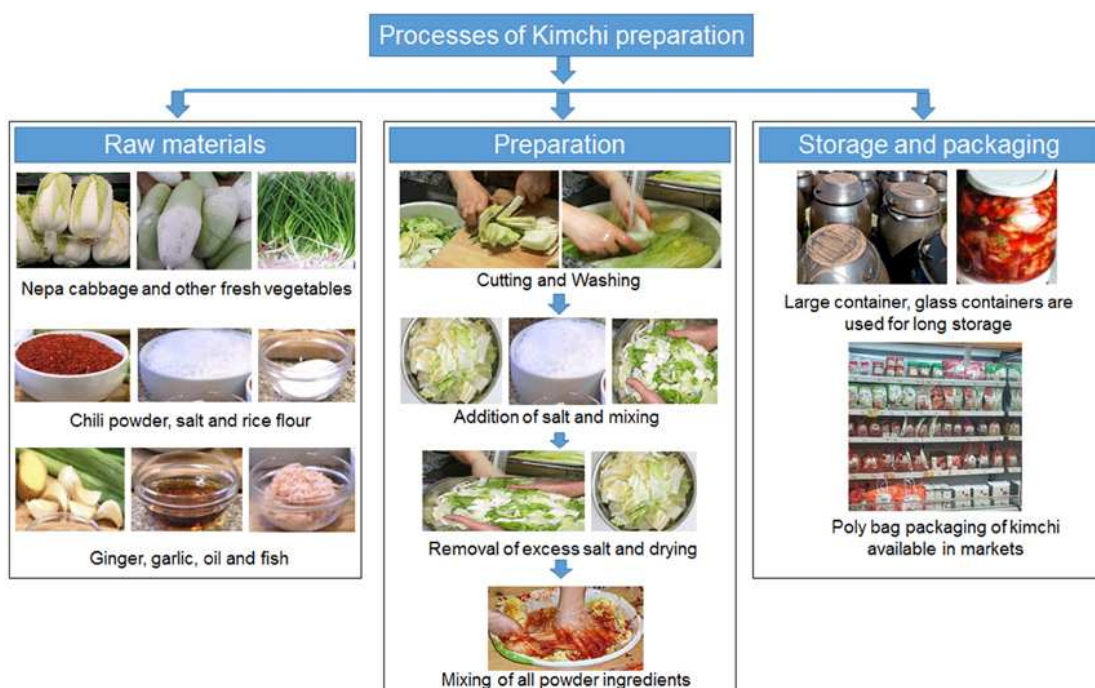 Processes of Kimchi preparation
Raw materials
Nepa cabbage and other fresh vegetables
Chili powder, salt and rice flour
Ginger, garlic, oil and fish
Preparation
Cutting and Washing
Addition of salt and mixing
Removal of excess salt and drying
Mixing of all powder ingredients
Storage and packaging
Large container, glass containers are
used for long storage
Poly bag packaging of kimchi
available in markets